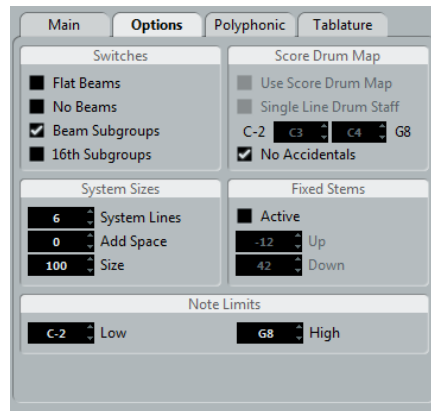 Main Options Polyphonic Tablature
Switches
Flat Beams
No Beams
Beam Subgroups
16th Subgroups
Score Drum Map
Use Score Drum Map
Single Line Drum Staff
C-2 C3 C4 G8
No Accidentals
System Sizes
6 System Lines
0 Add Space
100 Size
Fixed Stems
Active
-12 Up
42 Down
Note Limits
C-2 Low G8 High